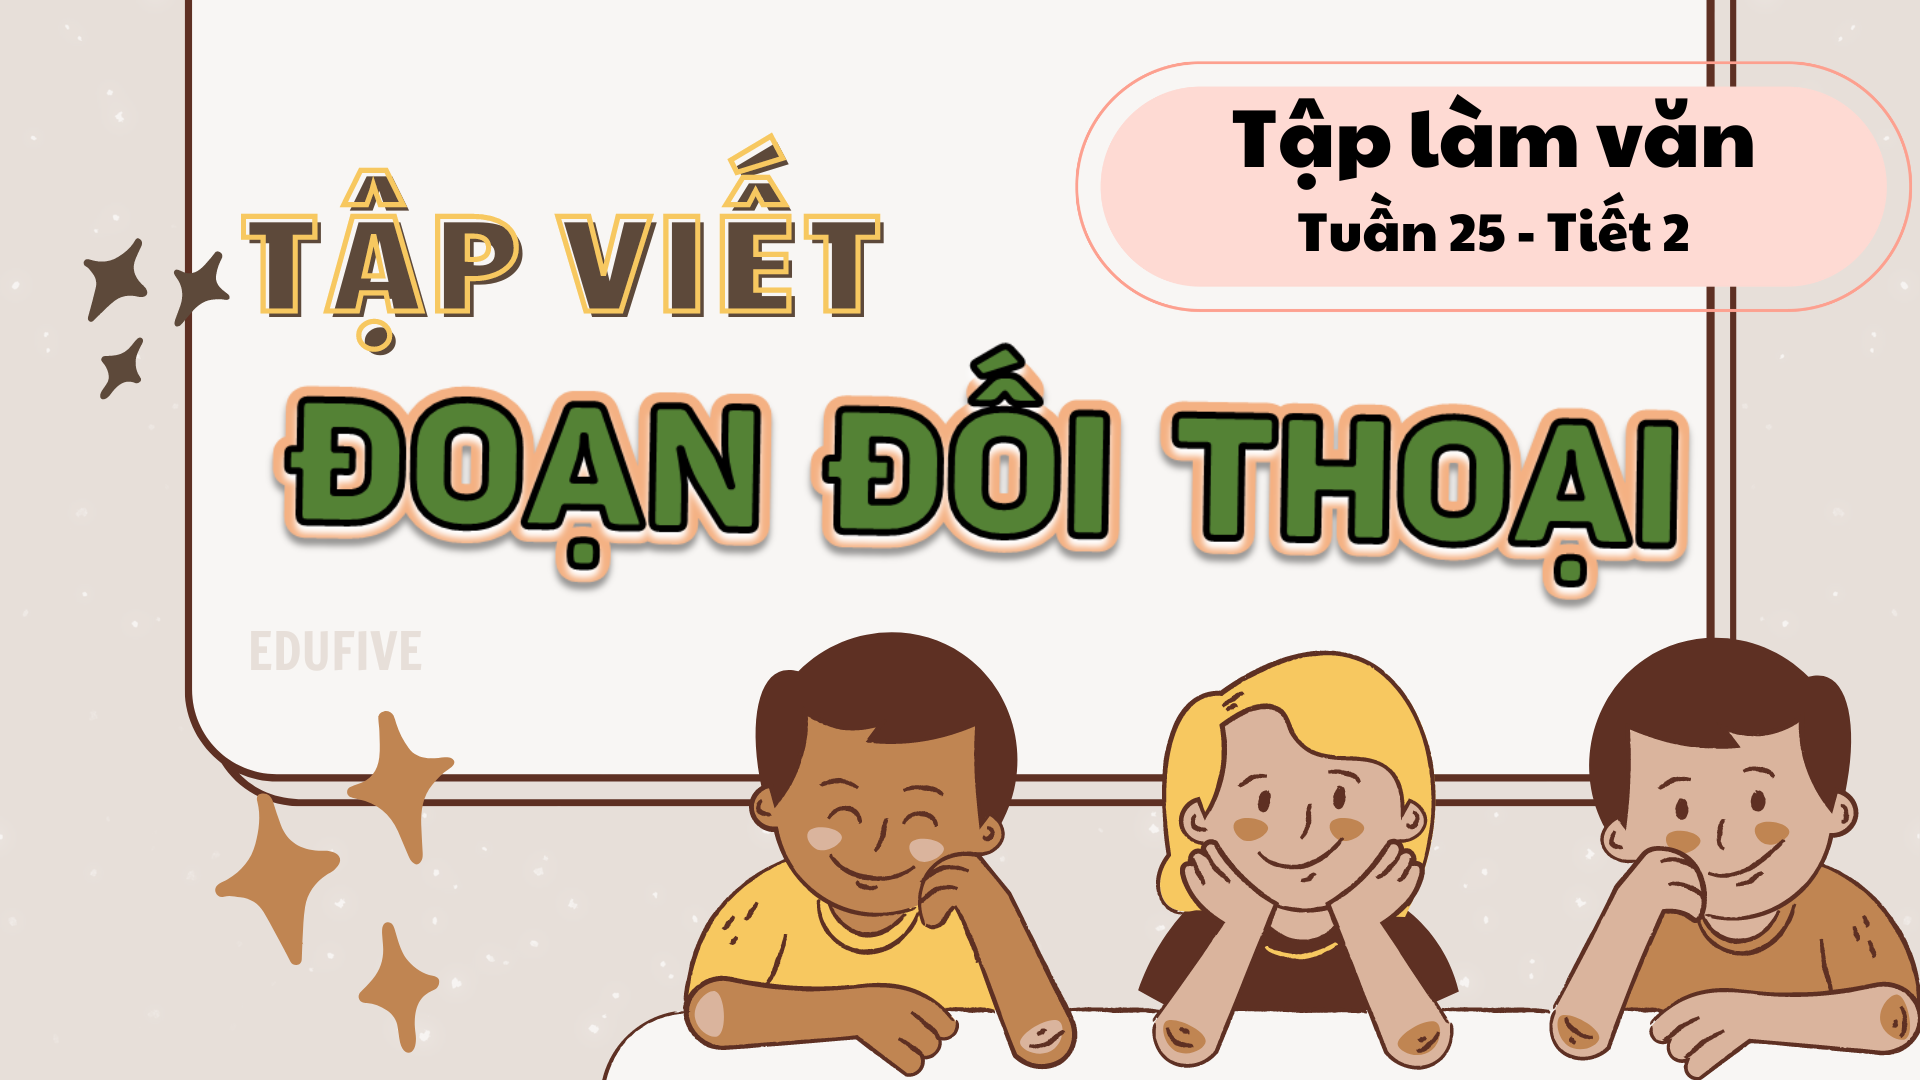 Tập làm văn
Tuần 25 - Tiết 2
TẬP VIẾT
ĐOẠN ĐỐI THOẠI
EDUFIVE